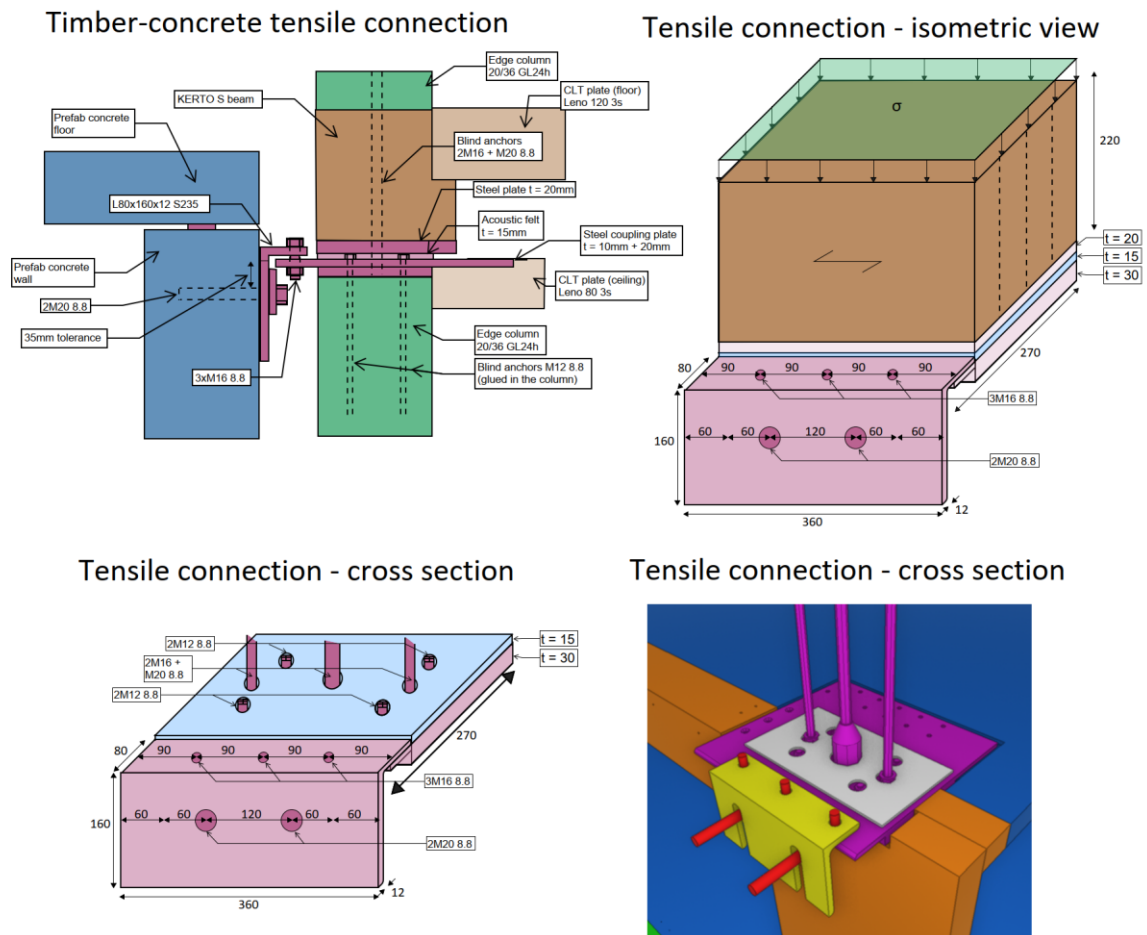 Timber-concrete tensile connection
Edge column
20/36 GL24h
KERTO S beam
CLT plate (floor)
Leno 120 3s
Prefab concrete
floor
Blind anchors
2M16 + M20 8.8
L80x160x12 S235
Steel plate t = 20mm
Acoustic felt
t = 15mm
Steel coupling plate
t = 10mm + 20mm
Prefab concrete
wall
CLT plate (ceiling)
Leno 80 3s
2M20 8.8
35mm tolerance
Edge column
20/36 GL24h
3xM16 8.8
Blind anchors M12 8.8
(glued in the column)
Tensile connection - isometric view
σ
220
t = 20
t = 15
t = 30
270
80
90
90
90
90
3M16 8.8
160
60
60
120
60
60
2M20 8.8
12
360
Tensile connection - cross section
2M12 8.8
2M16 +
M20 8.8
2M12 8.8
t = 15
t = 30
270
80
90
90
90
90
3M16 8.8
160
60
60
120
60
60
2M20 8.8
12
360
Tensile connection - cross section